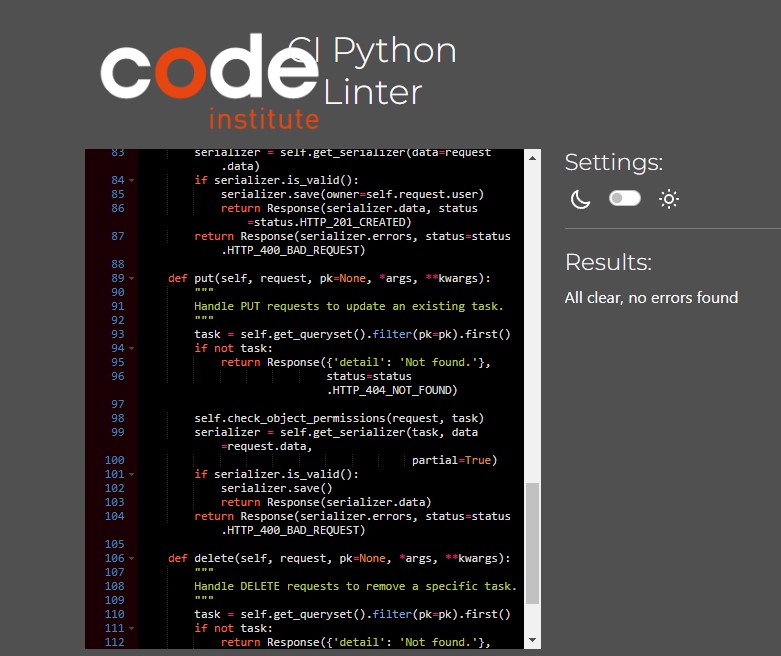 code
institute
CI Python
Linter
83 serializer = self.get_serializer(data=request
.data)
84 if serializer.is_valid():
85 serializer.save(owner=self.request.user)
86 return Response(serializer.data, status
=status.HTTP_201_CREATED)
87 return Response(serializer.errors, status=status
.HTTP_400_BAD_REQUEST)
88
89 def put(self, request, pk=None, *args, **kwargs):
90 """
91 Handle PUT requests to update an existing task.
92 """
93 task = self.get_queryset().filter(pk=pk).first()
94 if not task:
95 return Response({'detail': 'Not found.'},
96 status=status
.HTTP_404_NOT_FOUND)
97
98 self.check_object_permissions(request, task)
99 serializer = self.get_serializer(task, data
=request.data,
100 partial=True)
101 if serializer.is_valid():
102 serializer.save()
103 return Response(serializer.data)
104 return Response(serializer.errors, status=status
.HTTP_400_BAD_REQUEST)
105
106 def delete(self, request, pk=None, *args, **kwargs):
107 """
108 Handle DELETE requests to remove a specific task.
109 """
110 task = self.get_queryset().filter(pk=pk).first()
111 if not task:
112 return Response({'detail': 'Not found.'},
Settings:
Results:
All clear, no errors found